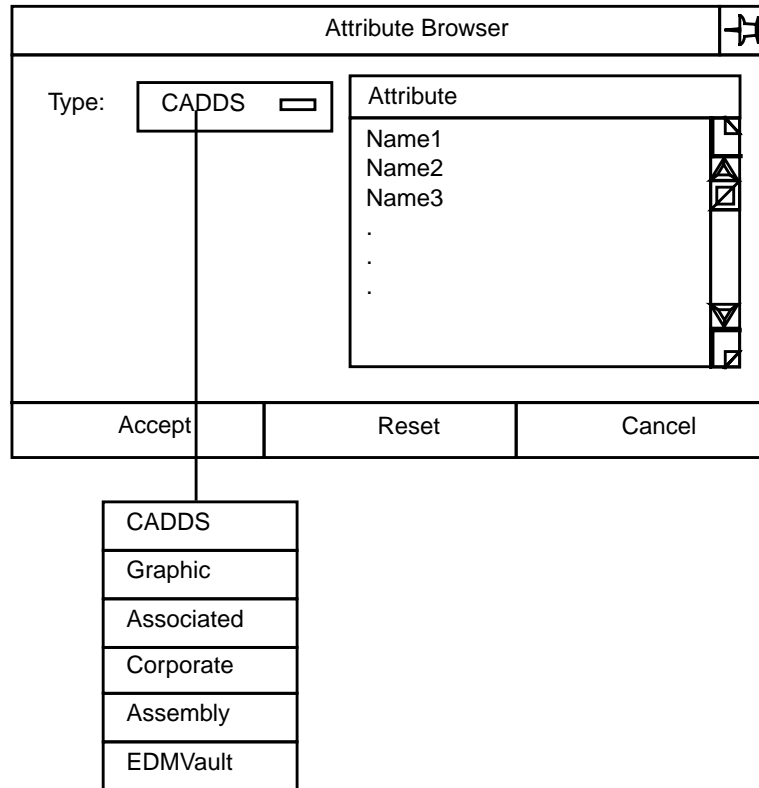 Attribute Browser
Type:
CADDS
Attribute
Name1
Name2
Name3
.
.
.
Accept
Reset
Cancel
CADDS
Graphic
Associated
Corporate
Assembly
EDMVault